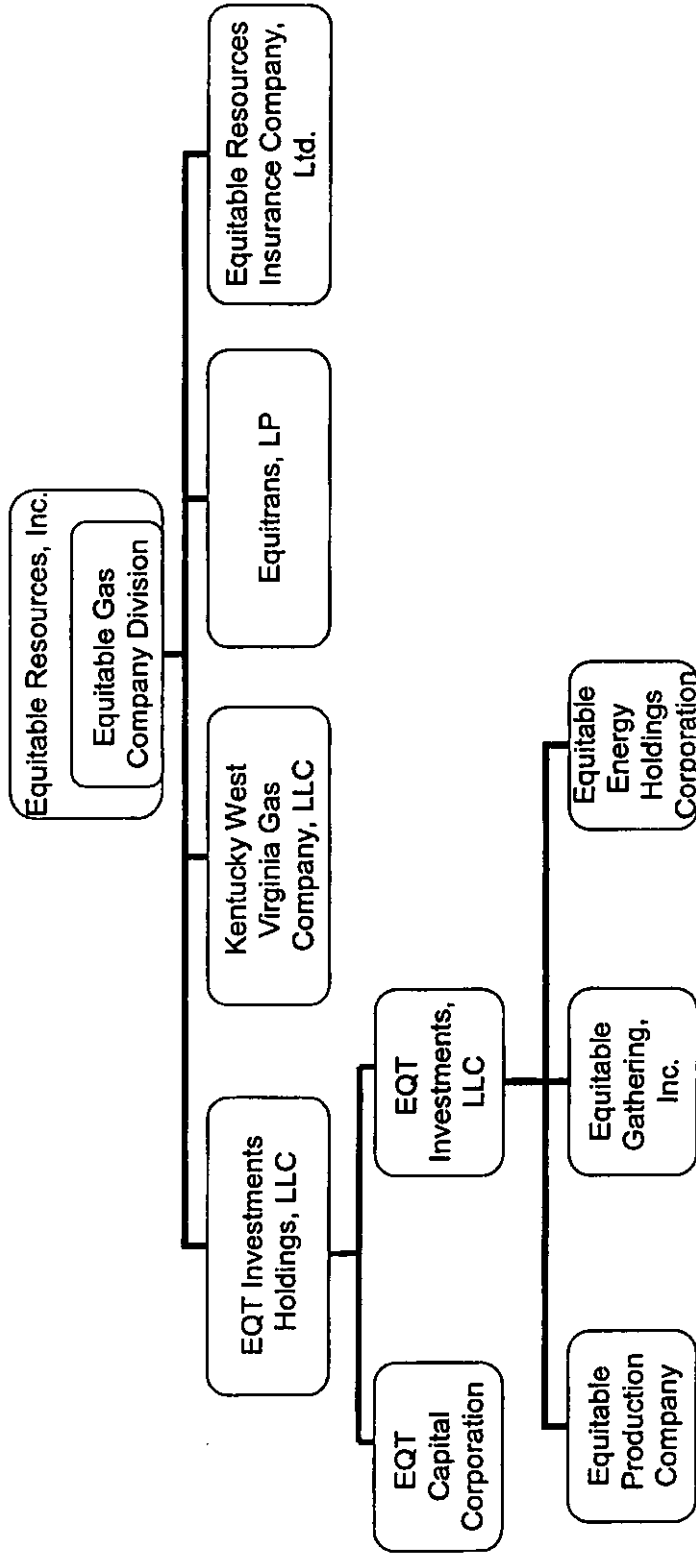 Equitable Resources, Inc.
Equitable Gas
Company Division
EQT Investments
Holdings, LLC
Kentucky West
Virginia Gas
Company, LLC
Equitrans, LP
Equitable Resources
Insurance Company,
Ltd.
EQT
Capital
Corporation
EQT
Investments,
LLC
Equitable
Production
Company
Equitable
Gathering,
Inc.
Equitable
Energy
Holdings
Corporation